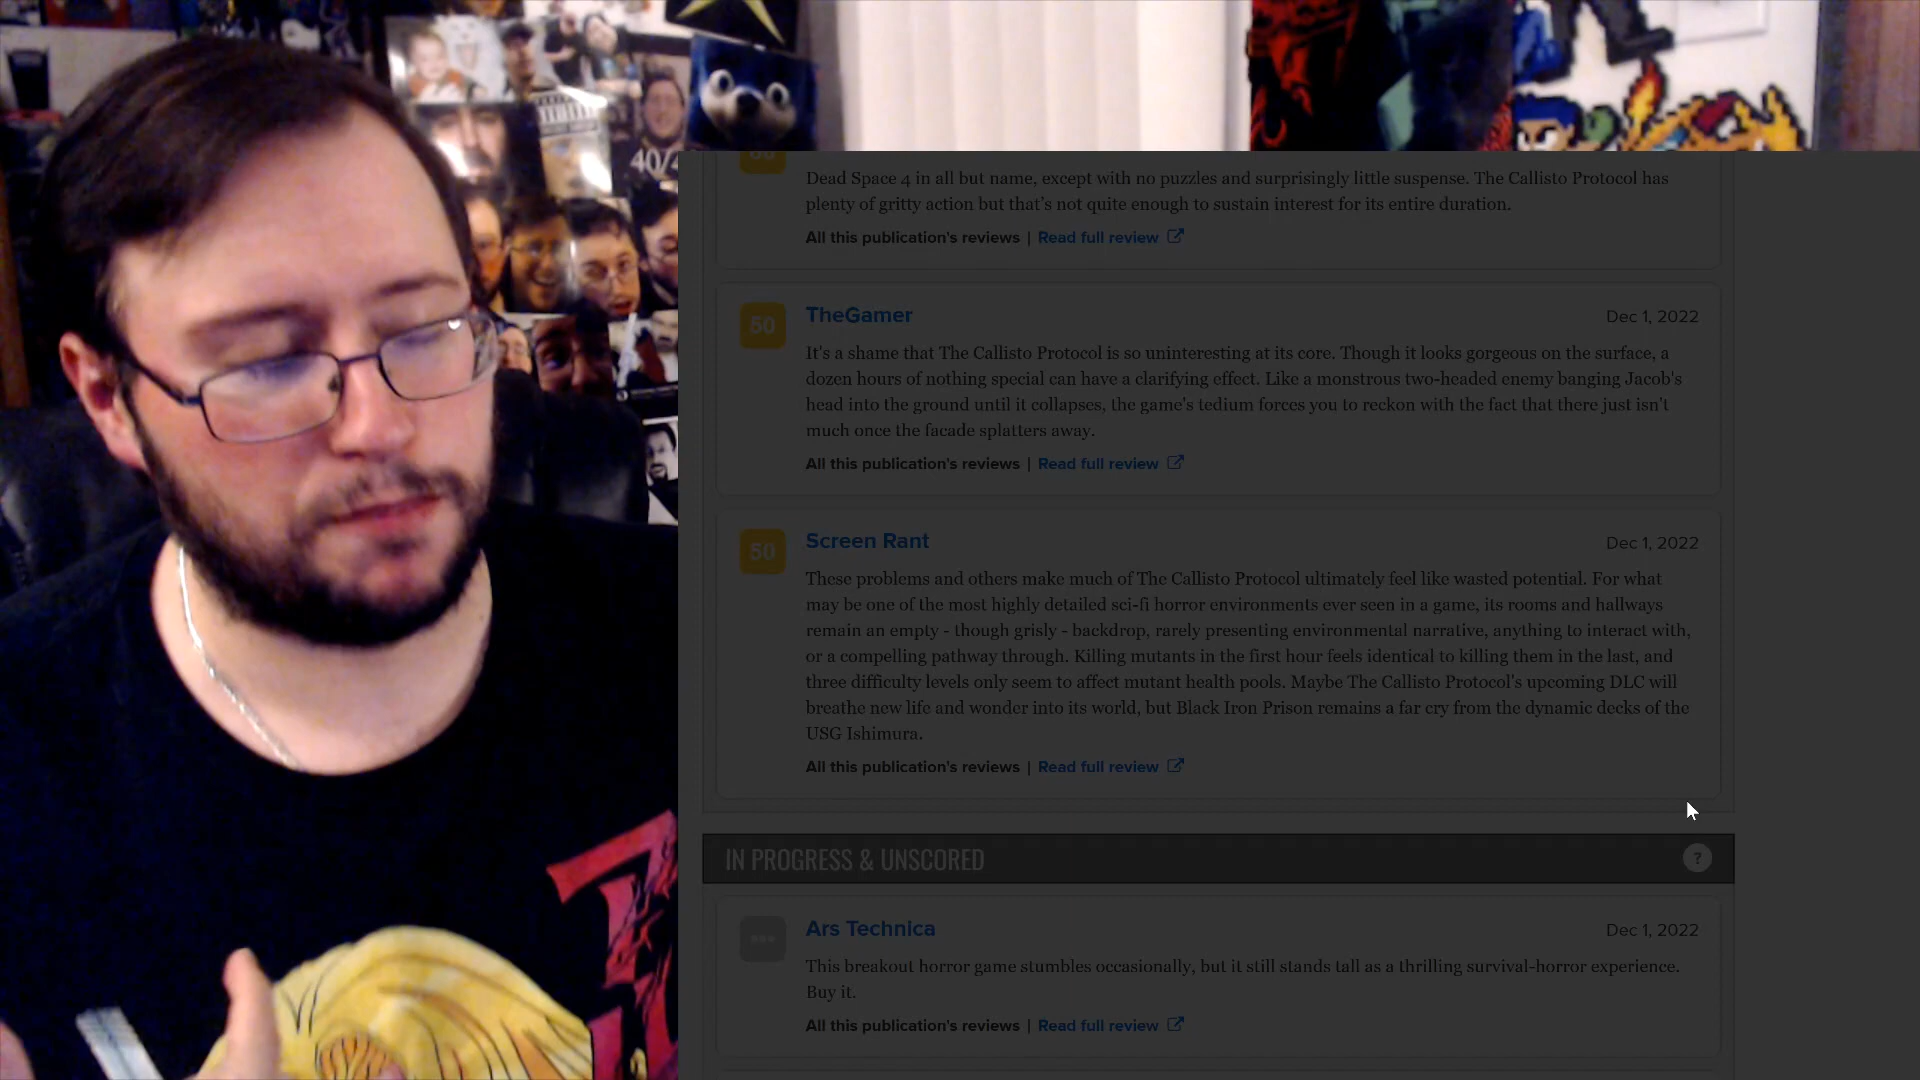 40/
60
Dead Space 4 in all but name, except with no puzzles and surprisingly little suspense. The Callisto Protocol has
plenty of gritty action but that's not quite enough to sustain interest for its entire duration.
All this publication's reviews | Read full review
50
TheGamer
Dec 1, 2022
It's a shame that The Callisto Protocol is so uninteresting at its core. Though it looks gorgeous on the surface, a
dozen hours of nothing special can have a clarifying effect. Like a monstrous two-headed enemy banging Jacob's
head into the ground until it collapses, the game's tedium forces you to reckon with the fact that there just isn't
much once the facade splatters away.
All this publication's reviews | Read full review
50
Screen Rant
Dec 1, 2022
These problems and others make much of The Callisto Protocol ultimately feel like wasted potential. For what
may be one of the most highly detailed sci-fi horror environments ever seen in a game, its rooms and hallways
remain an empty - though grisly - backdrop, rarely presenting environmental narrative, anything to interact with,
or a compelling pathway through. Killing mutants in the first hour feels identical to killing them in the last, and
three difficulty levels only seem to affect mutant health pools. Maybe The Callisto Protocol's upcoming DLC will
breathe new life and wonder into its world, but Black Iron Prison remains a far cry from the dynamic decks of the
USG Ishimura.
All this publication's reviews | Read full review
IN PROGRESS & UNSCORED
?
Ars Technica
Dec 1, 2022
This breakout horror game stumbles occasionally, but it still stands tall as a thrilling survival-horror experience.
Buy it.
All this publication's reviews | Read full review